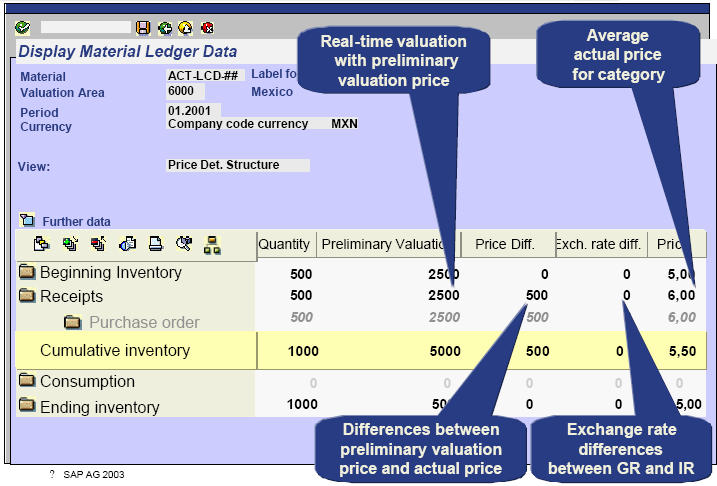 Display Material Ledger Data
Real-time valuation
with preliminary
valuation price
Average
actual price
for category
Material ACT-LCD-##
Valuation Area 6000 Mexico
Period 01.2001
Currency Company code currency MXN
View: Price Det. Structure
Further data
Quantity Preliminary Price Diff. Exch. rate diff.
Beginning Inventory 500 2500 0 0 5,00
Receipts 500 2500 500 0 6,00
Purchase order 500 2500 500 6,00
Cumulative inventory 1000 5000 500 0 5,50
Consumption 0 0 0 0 0
Ending inventory 1000 0 5,00
Differences between
preliminary valuation
price and actual price
Exchange rate
differences
between GR and IR
? SAP AG 2003